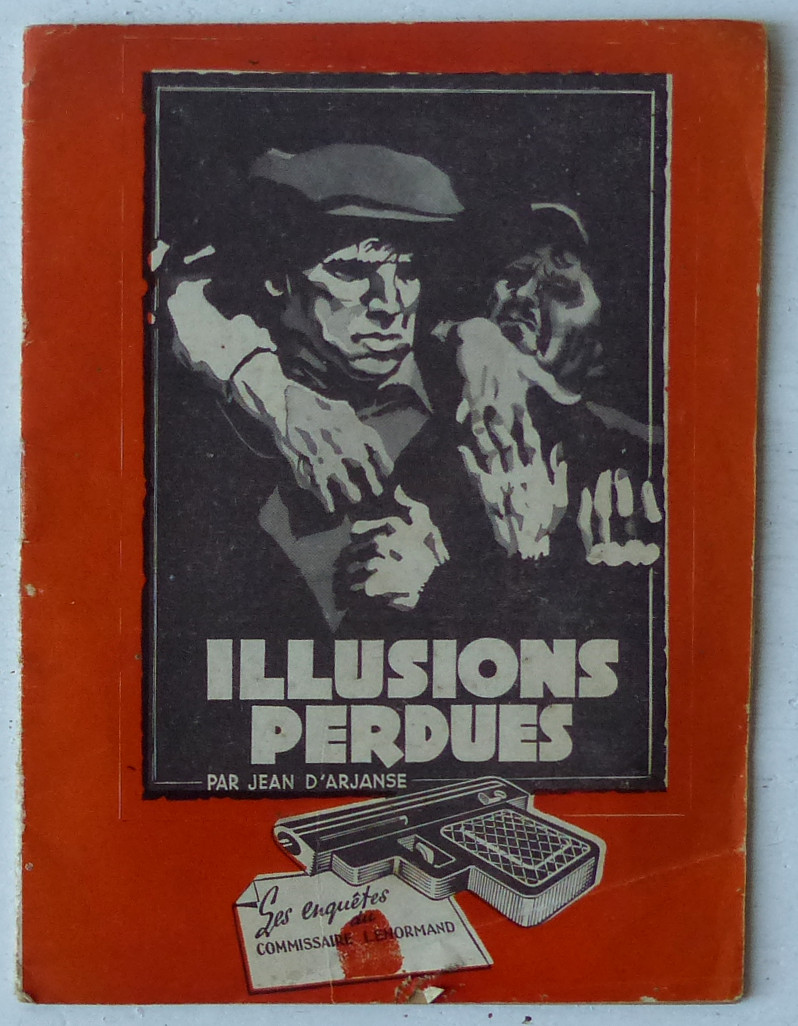 ILLUSIONS
PERDUES
PAR JEAN D'ARJANSE
Les enquêtes
du
COMMISSAIRE LENORMAND